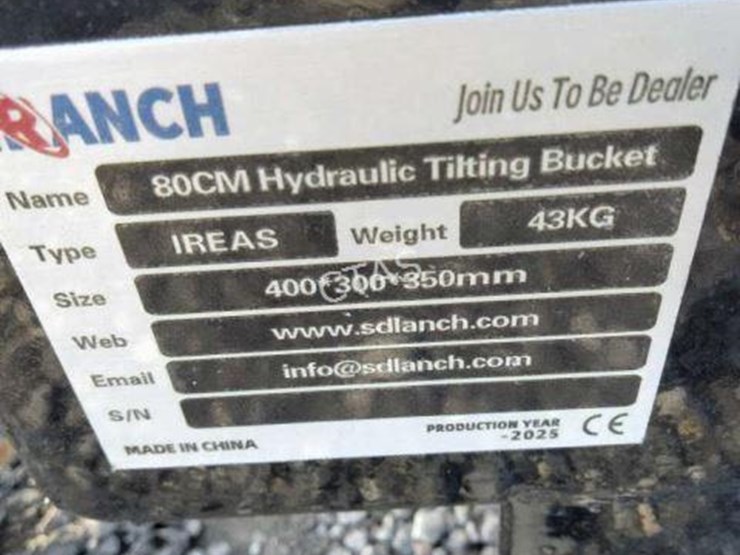 RANCH
Join Us To Be Dealer
Name 80CM Hydraulic Tilting Bucket
Type IREAS Weight 43KG
Size 400*300*350mm
GTAS
Web www.sdlanch.com
Email info@sdlanch.com
S/N
MADE IN CHINA
PRODUCTION YEAR
-2025
CE